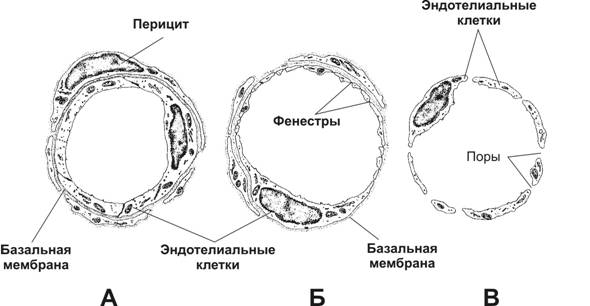 Перицит
Эндотелиальные
клетки
Фенестры
Поры
Базальная
мембрана
Эндотелиальные
клетки
Базальная
мембрана
А
Б
В